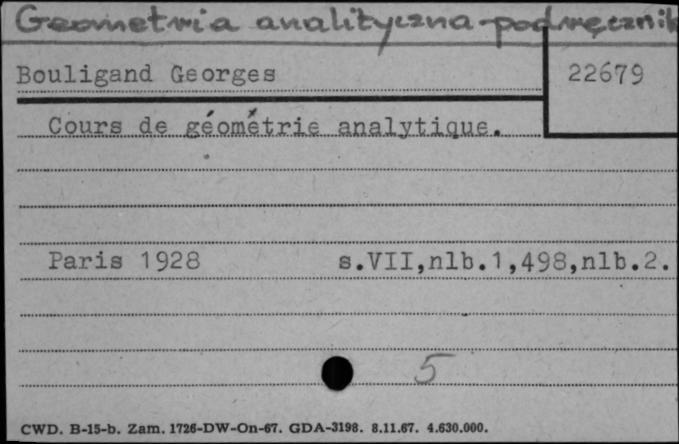 Geometria analityczna-podręcznik
Bouligand Georges
22679
Cours de géométrie analytique.
Paris 1928 s.VII,nlb.1,498,nlb.2.
5
CWD. B-15-b. Zam. 1726-DW-On-67. GDA-3198. 8.11.67. 4.630.000.